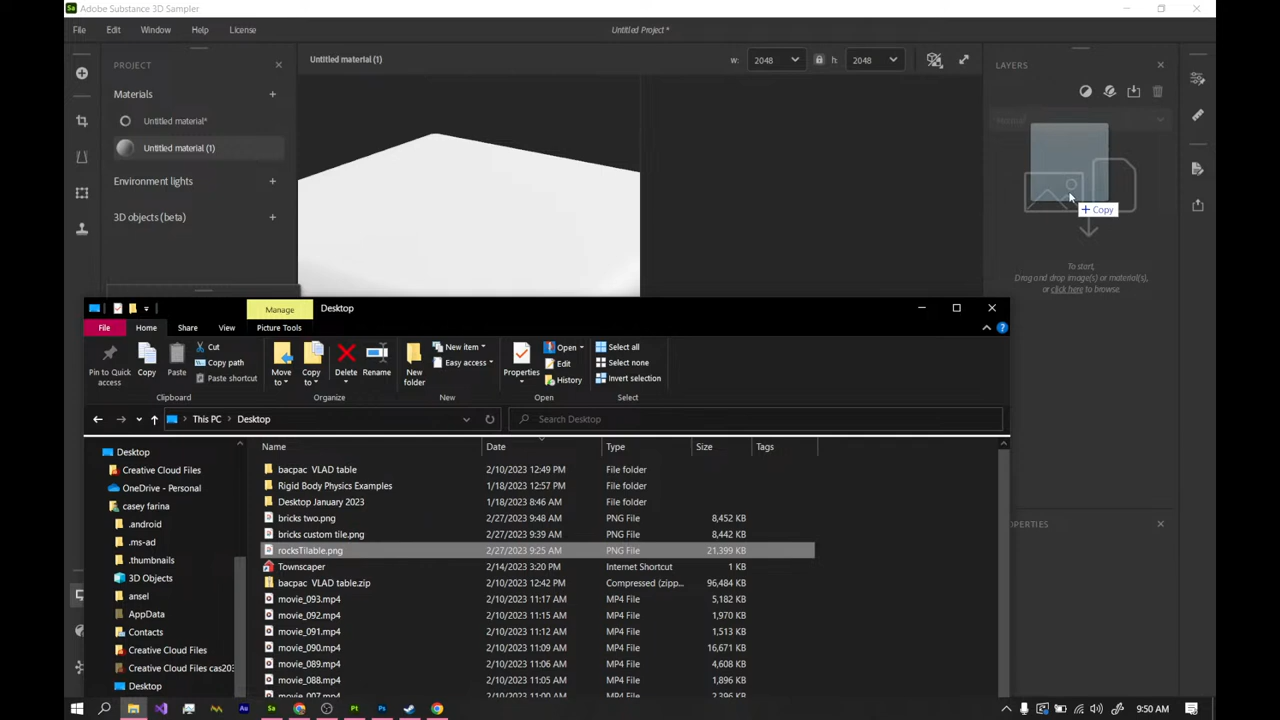 Sa Adobe Substance 3D Sampler
File Edit Window Help License Untitled Project *
PROJECT
Untitled material (1)
w: 2048 h: 2048
LAYERS
Materials
Untitled material*
Untitled material (1)
Environment lights
3D objects (beta)
Copy
To start,
Drag and drop image(s) or material(s),
or click here to browse.
Manage Desktop
File Home Share View Picture Tools
Pin to Quick access
Copy
Paste
Cut
Copy path
Paste shortcut
Clipboard
Move to
Copy to
Delete
Rename
Organize
New folder
New item
Easy access
New
Properties
Open
Edit
History
Open
Select all
Select none
Invert selection
Select
This PC Desktop
Search Desktop
Name Date Type Size Tags
Desktop
Creative Cloud Files
OneDrive - Personal
casey farina
.android
.ms-ad
.thumbnails
3D Objects
ansel
AppData
Contacts
Creative Cloud Files
Creative Cloud Files cas203
Desktop
bacpac VLAD table 2/10/2023 12:49 PM File folder
Rigid Body Physics Examples 1/18/2023 12:57 PM File folder
Desktop January 2023 1/18/2023 8:46 AM File folder
bricks two.png 2/27/2023 9:48 AM PNG File 8,452 KB
bricks custom tile.png 2/27/2023 9:39 AM PNG File 8,442 KB
rocksTilable.png 2/27/2023 9:25 AM PNG File 21,399 KB
Townscaper 2/14/2023 3:20 PM Internet Shortcut 1 KB
bacpac VLAD table.zip 2/10/2023 12:42 PM Compressed (zipp... 96,484 KB
movie_093.mp4 2/10/2023 11:17 AM MP4 File 5,182 KB
movie_092.mp4 2/10/2023 11:15 AM MP4 File 1,970 KB
movie_091.mp4 2/10/2023 11:12 AM MP4 File 1,513 KB
movie_090.mp4 2/10/2023 11:09 AM MP4 File 16,671 KB
movie_089.mp4 2/10/2023 11:06 AM MP4 File 4,608 KB
movie_088.mp4 2/10/2023 11:05 AM MP4 File 1,896 KB
ROPERTIES
Au Sa Pt Ps
9:50 AM